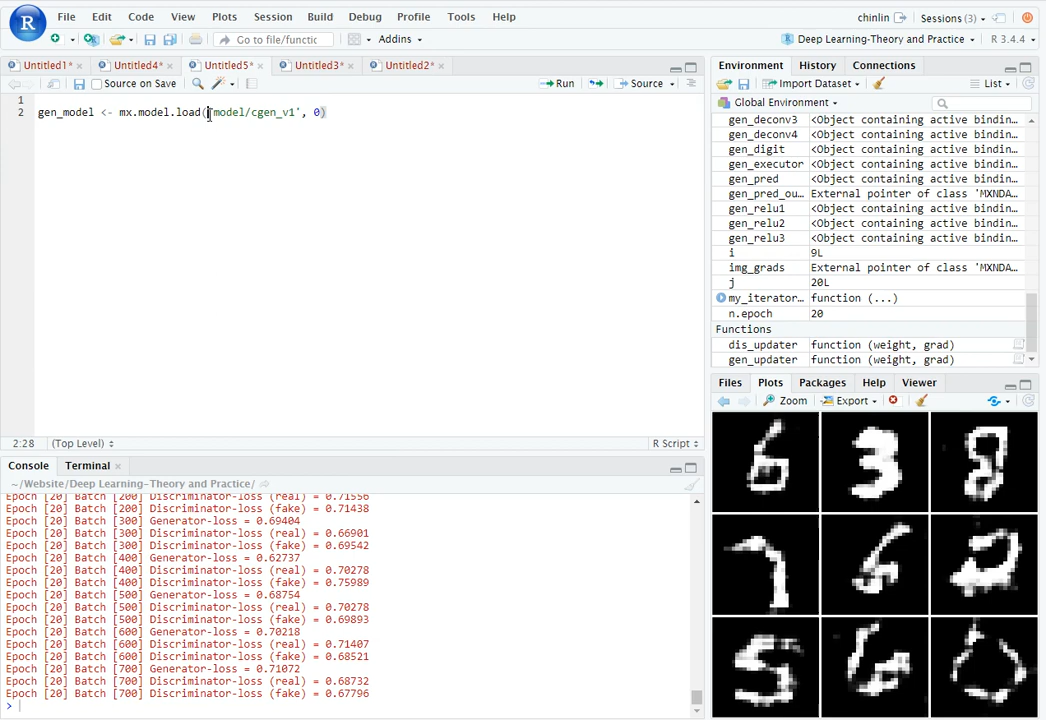 File Edit Code View Plots Session Build Debug Profile Tools Help
chinlin Sessions (3)
R
Go to file/functic
Addins
Deep Learning-Theory and Practice R 3.4.4
Untitled1* Untitled4* Untitled5* Untitled3* Untitled2*
Source on Save Run Source
1
2 gen_model <- mx.model.load('model/cgen_v1', 0)
2:28 (Top Level) R Script
Environment History Connections
Import Dataset List
Global Environment
gen_deconv3 <Object containing active bindin…
gen_deconv4 <Object containing active bindin…
gen_digit <Object containing active bindin…
gen_executor <Object containing active bindin…
gen_pred <Object containing active bindin…
gen_pred_ou… External pointer of class 'MXNDA…
gen_relu1 <Object containing active bindin…
gen_relu2 <Object containing active bindin…
gen_relu3 <Object containing active bindin…
i 9L
img_grads External pointer of class 'MXNDA…
j 20L
my_iterator… function (...)
n.epoch 20
Functions
dis_updater function (weight, grad)
gen_updater function (weight, grad)
Console Terminal
~/Website/Deep Learning-Theory and Practice/
Epoch [20] Batch [200] Discriminator-loss (real) = 0.71556
Epoch [20] Batch [200] Discriminator-loss (fake) = 0.71438
Epoch [20] Batch [300] Generator-loss = 0.69404
Epoch [20] Batch [300] Discriminator-loss (real) = 0.66901
Epoch [20] Batch [300] Discriminator-loss (fake) = 0.69542
Epoch [20] Batch [400] Generator-loss = 0.62737
Epoch [20] Batch [400] Discriminator-loss (real) = 0.70278
Epoch [20] Batch [400] Discriminator-loss (fake) = 0.75989
Epoch [20] Batch [500] Generator-loss = 0.68754
Epoch [20] Batch [500] Discriminator-loss (real) = 0.70278
Epoch [20] Batch [500] Discriminator-loss (fake) = 0.69893
Epoch [20] Batch [600] Generator-loss = 0.70218
Epoch [20] Batch [600] Discriminator-loss (real) = 0.71407
Epoch [20] Batch [600] Discriminator-loss (fake) = 0.68521
Epoch [20] Batch [700] Generator-loss = 0.71072
Epoch [20] Batch [700] Discriminator-loss (real) = 0.68732
Epoch [20] Batch [700] Discriminator-loss (fake) = 0.67796
>
Files Plots Packages Help Viewer
Zoom Export
6 3 8
7 6
5 6 0